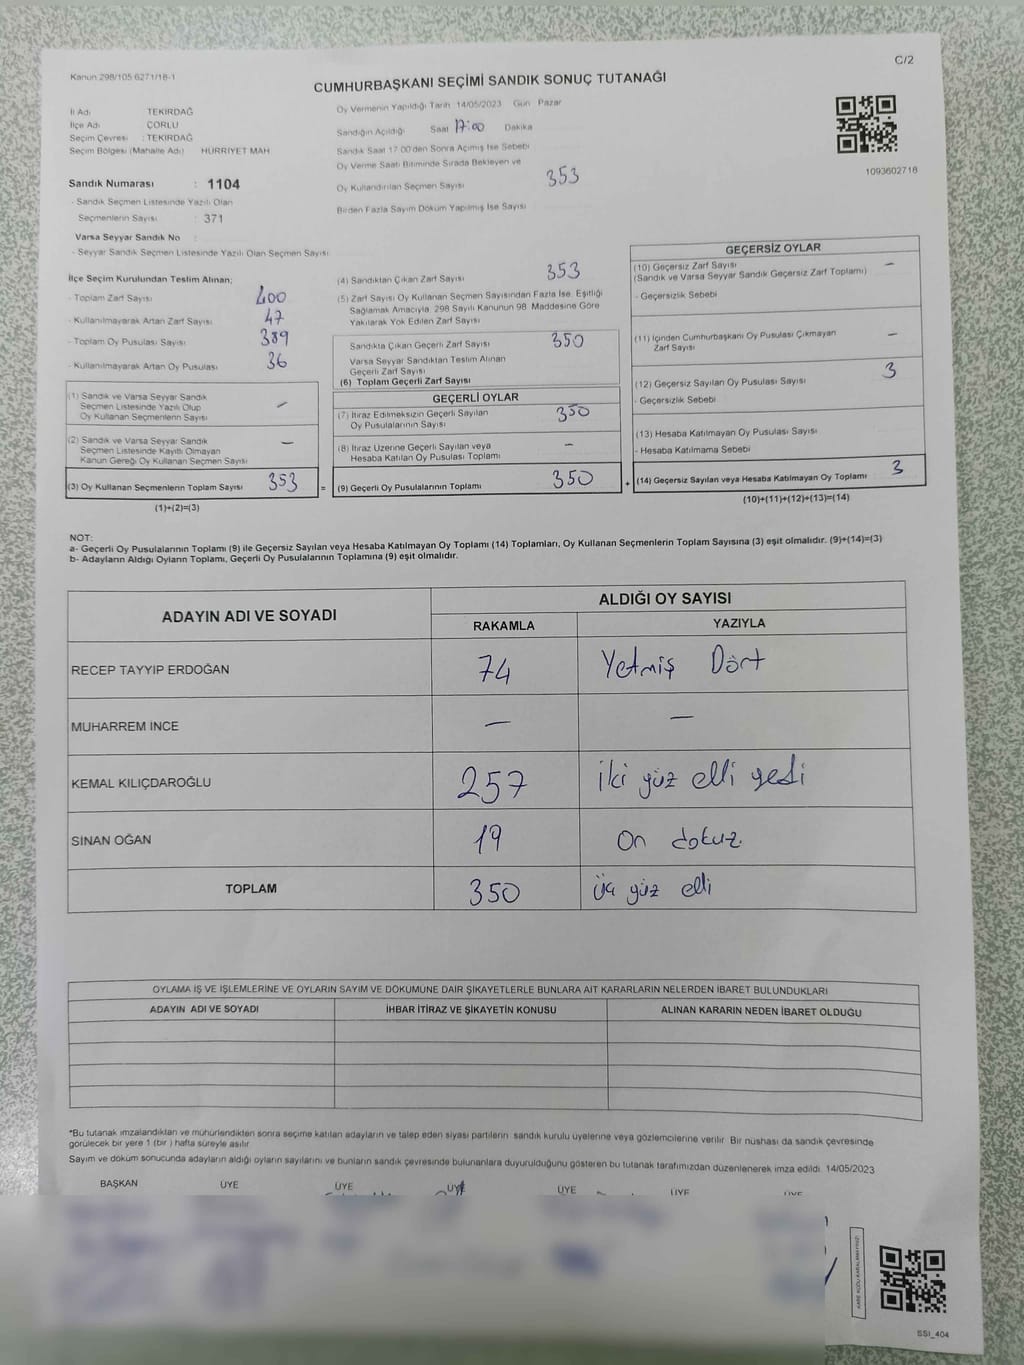 Kanun 298/105 6271/18-1
C/2
CUMHURBAŞKANI SEÇİMİ SANDIK SONUÇ TUTANAĞI
İl Adı TEKİRDAĞ
İlçe Adı ÇORLU
Seçim Çevresi : TEKİRDAĞ
Seçim Bölgesi (Mahalle Adı) HÜRRİYET MAH
Sandık Numarası : 1104
- Sandık Seçmen Listesinde Yazılı Olan
Seçmenlerin Sayısı : 371
Varsa Seyyar Sandık No :
- Seyyar Sandık Seçmen Listesinde Yazılı Olan Seçmen Sayısı
Oy Vermenin Yapıldığı Tarih 14/05/2023 Gün Pazar
Sandığın Açıldığı Saat 17:00 Dakika
Sandık Saat 17 00'den Sonra Açımış İse Sebebi
Oy Verme Saati Bitiminde Sırada Bekleyen ve
Oy Kullandırılan Seçmen Sayısı 353
Birden Fazla Sayım Döküm Yapılmış İse Sayısı
1093602718
İlçe Seçim Kurulundan Teslim Alınan;
- Toplam Zarf Sayısı 400
- Kullanılmayarak Artan Zarf Sayısı 47
- Toplam Oy Pusulası Sayısı 389
- Kullanılmayarak Artan Oy Pusulası 36
(1) Sandık ve Varsa Seyyar Sandık
Seçmen Listesinde Yazılı Olup
Oy Kullanan Seçmenlerin Sayısı —
(2) Sandık ve Varsa Seyyar Sandık
Seçmen Listesinde Kayıtlı Olmayan
Kanun Gereği Oy Kullanan Seçmen Sayısı —
(3) Oy Kullanan Seçmenlerin Toplam Sayısı 353 =
(1)+(2)=(3)
(4) Sandıktan Çıkan Zarf Sayısı 353
(5) Zarf Sayısı Oy Kullanan Seçmen Sayısından Fazla İse, Eşitliği
Sağlamak Amacıyla, 298 Sayılı Kanunun 98. Maddesine Göre
Yakılarak Yok Edilen Zarf Sayısı
Sandıkta Çıkan Geçerli Zarf Sayısı 350
Varsa Seyyar Sandıktan Teslim Alınan
Geçerli Zarf Sayısı
(6) Toplam Geçerli Zarf Sayısı
GEÇERLİ OYLAR
(7) İtiraz Edilmeksizin Geçerli Sayılan
Oy Pusulalarının Sayısı 350
(8) İtiraz Üzerine Geçerli Sayılan veya
Hesaba Katılan Oy Pusulası Toplamı —
(9) Geçerli Oy Pusulalarının Toplamı 350 +
GEÇERSİZ OYLAR
(10) Geçersiz Zarf Sayısı —
(Sandık ve Varsa Seyyar Sandık Geçersiz Zarf Toplamı)
- Geçersizlik Sebebi
(11) İçinden Cumhurbaşkanı Oy Pusulası Çıkmayan
Zarf Sayısı —
(12) Geçersiz Sayılan Oy Pusulası Sayısı 3
- Geçersizlik Sebebi
(13) Hesaba Katılmayan Oy Pusulası Sayısı
- Hesaba Katılmama Sebebi
(14) Geçersiz Sayılan veya Hesaba Katılmayan Oy Toplamı 3
(10)+(11)+(12)+(13)=(14)
NOT:
a- Geçerli Oy Pusulalarının Toplamı (9) ile Geçersiz Sayılan veya Hesaba Katılmayan Oy Toplamı (14) Toplamları, Oy Kullanan Seçmenlerin Toplam Sayısına (3) eşit olmalıdır. (9)+(14)=(3)
b- Adayların Aldığı Oyların Toplamı, Geçerli Oy Pusulalarının Toplamına (9) eşit olmalıdır.
ADAYIN ADI VE SOYADI
ALDIĞI OY SAYISI
RAKAMLA YAZIYLA
RECEP TAYYIP ERDOĞAN 74 Yetmiş Dört
MUHARREM İNCE — —
KEMAL KILIÇDAROĞLU 257 iki yüz elli yedi
SİNAN OĞAN 19 On dokuz
TOPLAM 350 üç yüz elli
OYLAMA İŞ VE İŞLEMLERİNE VE OYLARIN SAYIM VE DÖKÜMÜNE DAİR ŞİKAYETLERLE BUNLARA AİT KARARLARIN NELERDEN İBARET BULUNDUKLARI
ADAYIN ADI VE SOYADI İHBAR İTİRAZ VE ŞİKAYETİN KONUSU ALINAN KARARIN NEDEN İBARET OLDUĞU
*Bu tutanak imzalandıktan ve mühürlendikten sonra seçime katılan adayların ve talep eden siyası partilerin sandık kurulu üyelerine veya gözlemcilerine verilir Bir nüshası da sandık çevresinde
görülecek bir yere 1 (bir ) hafta süreyle asılır
Sayım ve döküm sonucunda adayların aldığı oyların sayılarını ve bunların sandık çevresinde bulunanlara duyurulduğunu gösteren bu tutanak tarafımızdan düzenlenerek imza edildi. 14/05/2023
BAŞKAN ÜYE ÜYE ÜYE ÜYE ÜYE ÜYE
SSI_404